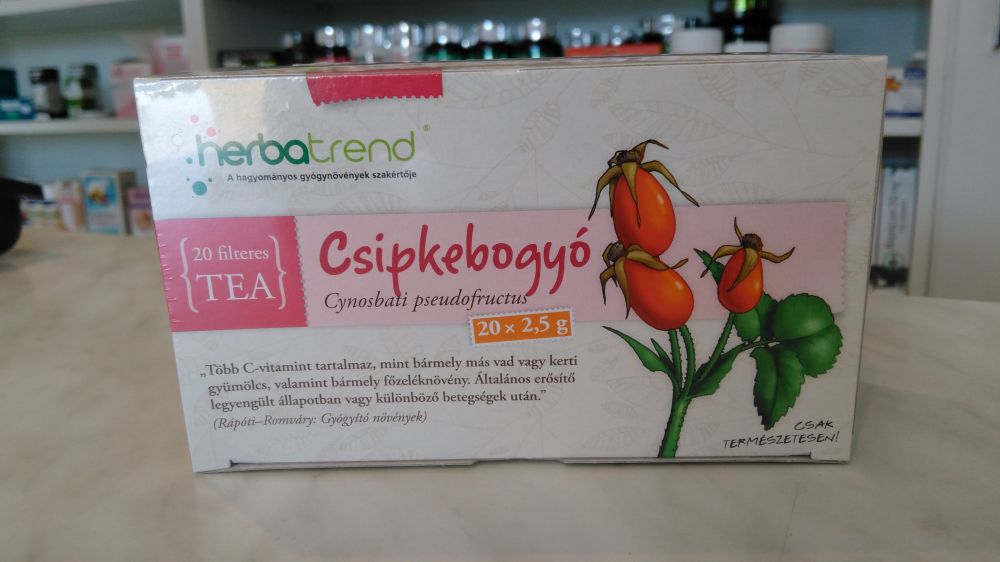 herbatrend®
A hagyományos gyógynövények szakértője
20 filteres
TEA
Csipkebogyó
Cynosbati pseudofructus
20 × 2,5 g
„Több C-vitamint tartalmaz, mint bármely más vad vagy kerti
gyümölcs, valamint bármely főzeléknövény. Általános erősítő
legyengült állapotban vagy különböző betegségek után.”
(Rápóti–Romváry: Gyógyító növények)
CSAK
TERMÉSZETESEN!